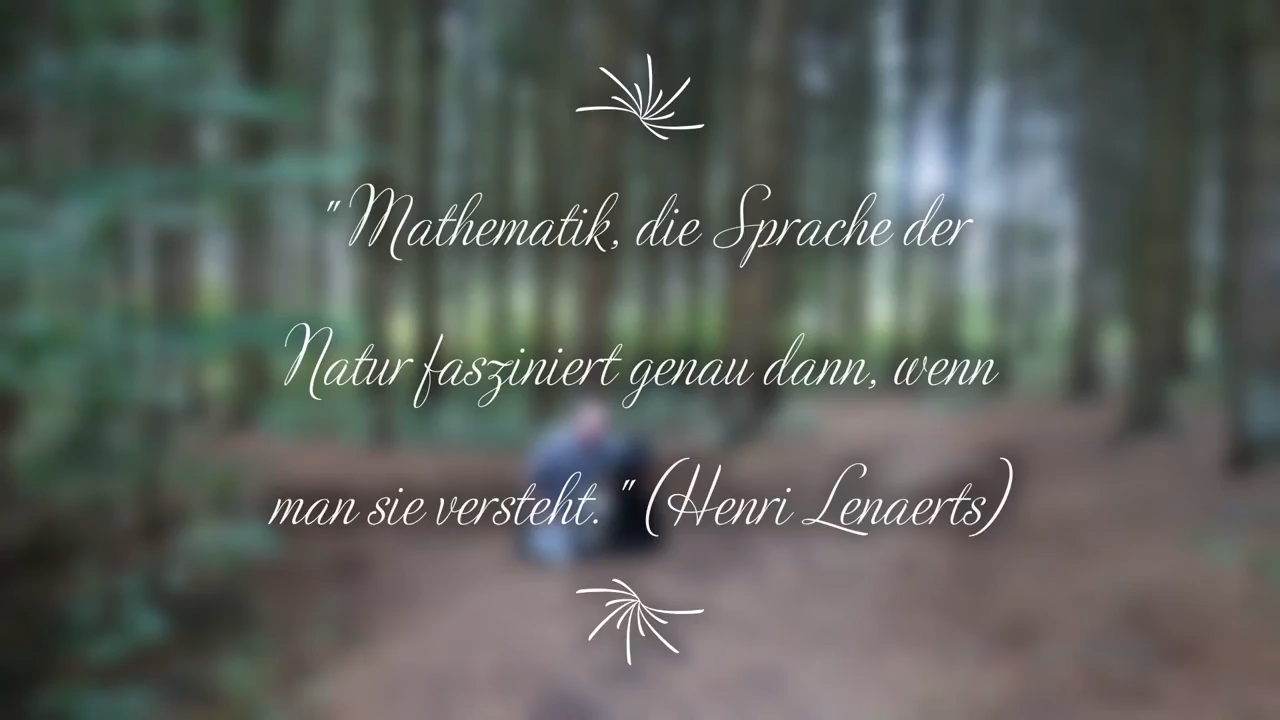 "Mathematik, die Sprache der
Natur fasziniert genau dann, wenn
man sie versteht." (Henri Lenaerts)